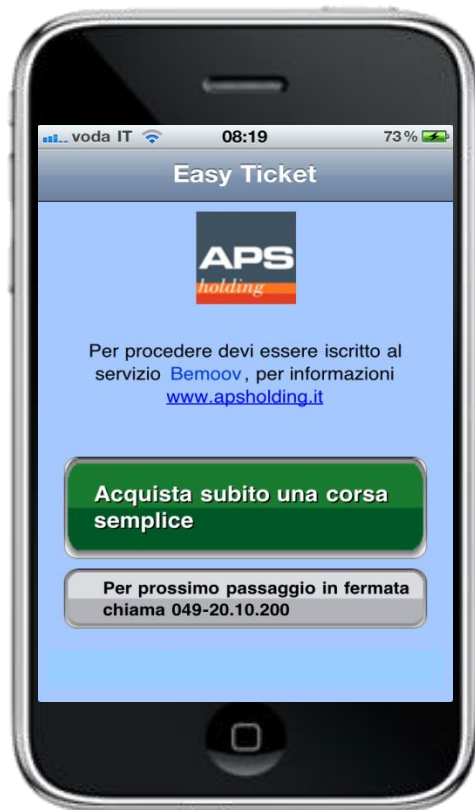 voda IT 08:19 73%
Easy Ticket
APS
holding
Per procedere devi essere iscritto al
servizio Bemoov, per informazioni
www.apsholding.it
Acquista subito una corsa
semplice
Per prossimo passaggio in fermata
chiama 049-20.10.200